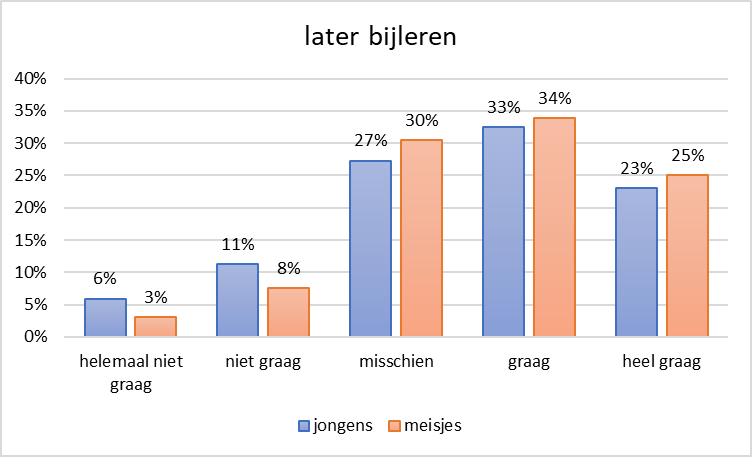 later bijleren
40%
35%
30%
25%
20%
15%
10%
5%
0%
6%
3%
11%
8%
27%
30%
33%
34%
23%
25%
helemaal niet
graag
niet graag
misschien
graag
heel graag
jongens
meisjes